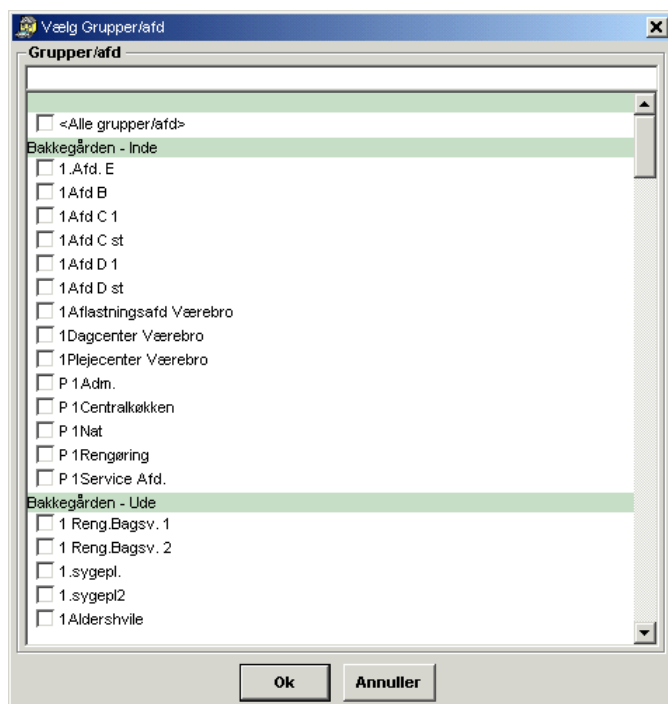 Vælg Grupper/afd
Grupper/afd
<Alle grupper/afd>
Bakkegården - Inde
1.Afd. E
1Afd B
1Afd C 1
1Afd C st
1Afd D 1
1Afd D st
1Aflastningsafd Værebro
1Dagcenter Værebro
1Plejecenter Værebro
P 1Adm.
P 1Centralkøkken
P 1Nat
P 1Rengøring
P 1Service Afd.
Bakkegården - Ude
1 Reng.Bagsv. 1
1 Reng.Bagsv. 2
1.sygepl.
1.sygepl2
1Aldershvile
Ok Annuller